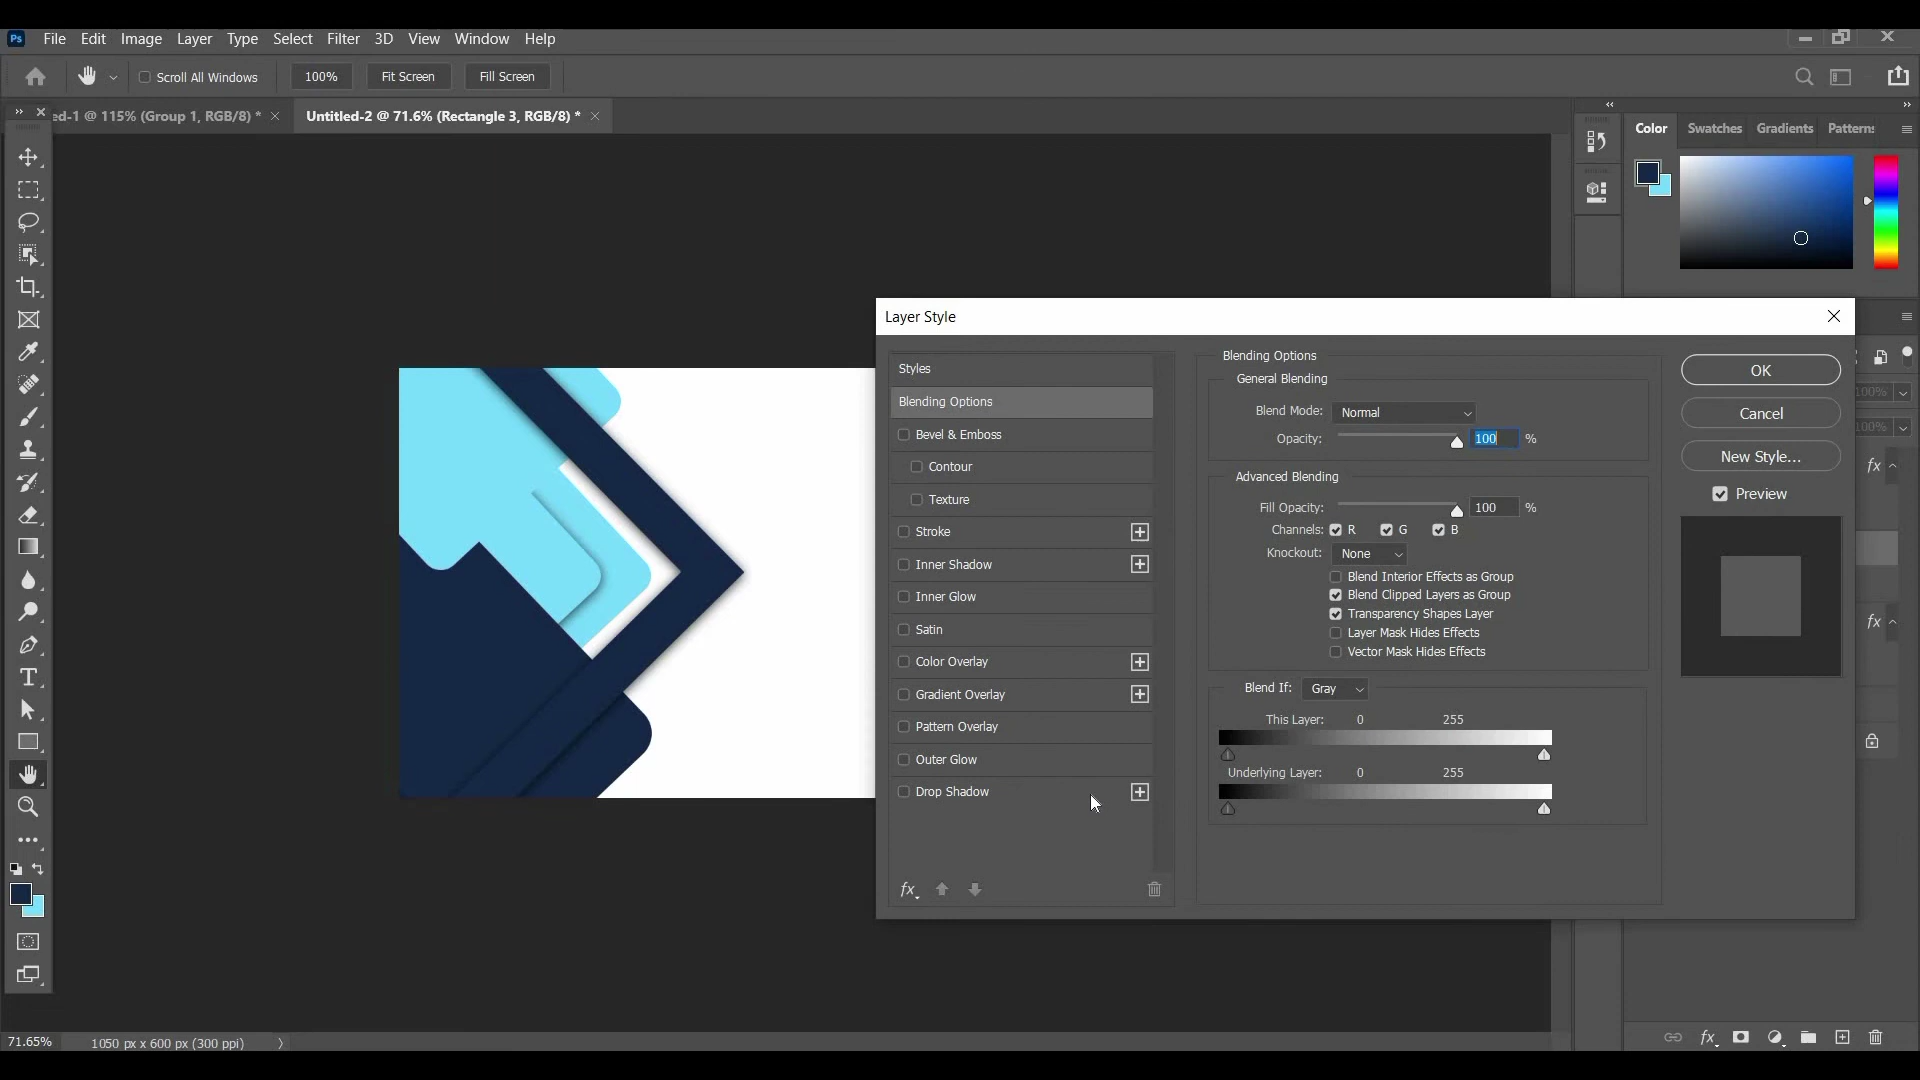 Ps File Edit Image Layer Type Select Filter 3D View Window Help
Scroll All Windows 100% Fit Screen Fill Screen
ed-1 @ 115% (Group 1, RGB/8) * Untitled-2 @ 71.6% (Rectangle 3, RGB/8) *
Color Swatches Gradients Patterns
Layer Style
Styles
Blending Options
Bevel & Emboss
Contour
Texture
Stroke
Inner Shadow
Inner Glow
Satin
Color Overlay
Gradient Overlay
Pattern Overlay
Outer Glow
Drop Shadow
fx
Blending Options
General Blending
Blend Mode: Normal
Opacity: 100 %
Advanced Blending
Fill Opacity: 100 %
Channels: R G B
Knockout: None
Blend Interior Effects as Group
Blend Clipped Layers as Group
Transparency Shapes Layer
Layer Mask Hides Effects
Vector Mask Hides Effects
Blend If: Gray
This Layer: 0 255
Underlying Layer: 0 255
OK
Cancel
New Style...
Preview
100%
100%
fx
fx
T
71.65% 1050 px x 600 px (300 ppi)
fx